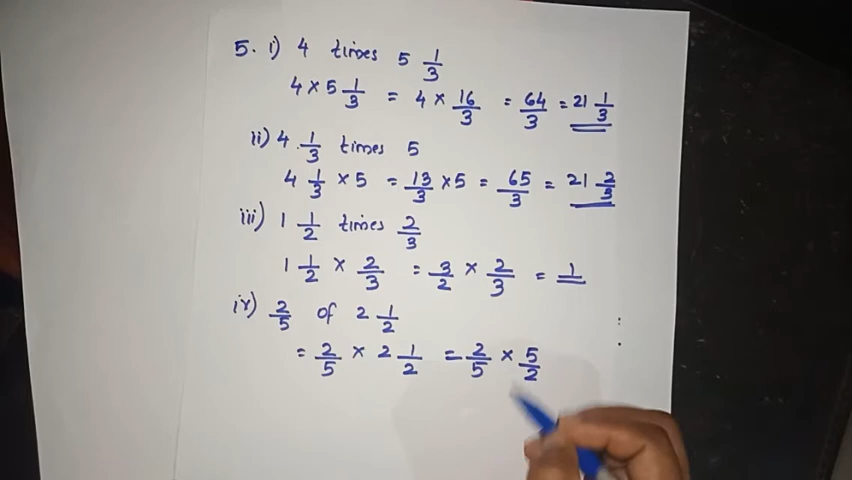 5. i) 4 times 5 1/3
4 × 5 1/3 = 4 × 16/3 = 64/3 = 21 1/3
ii) 4 1/3 times 5
4 1/3 × 5 = 13/3 × 5 = 65/3 = 21 2/3
iii) 1 1/2 times 2/3
1 1/2 × 2/3 = 3/2 × 2/3 = 1
iv) 2/5 of 2 1/2
= 2/5 × 2 1/2 = 2/5 × 5/2